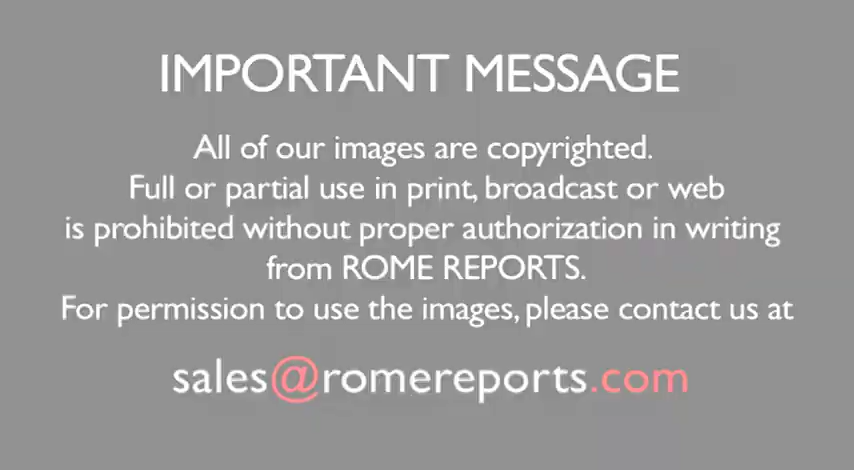 IMPORTANT MESSAGE
All of our images are copyrighted.
Full or partial use in print, broadcast or web
is prohibited without proper authorization in writing
from ROME REPORTS.
For permission to use the images, please contact us at
sales@romereports.com